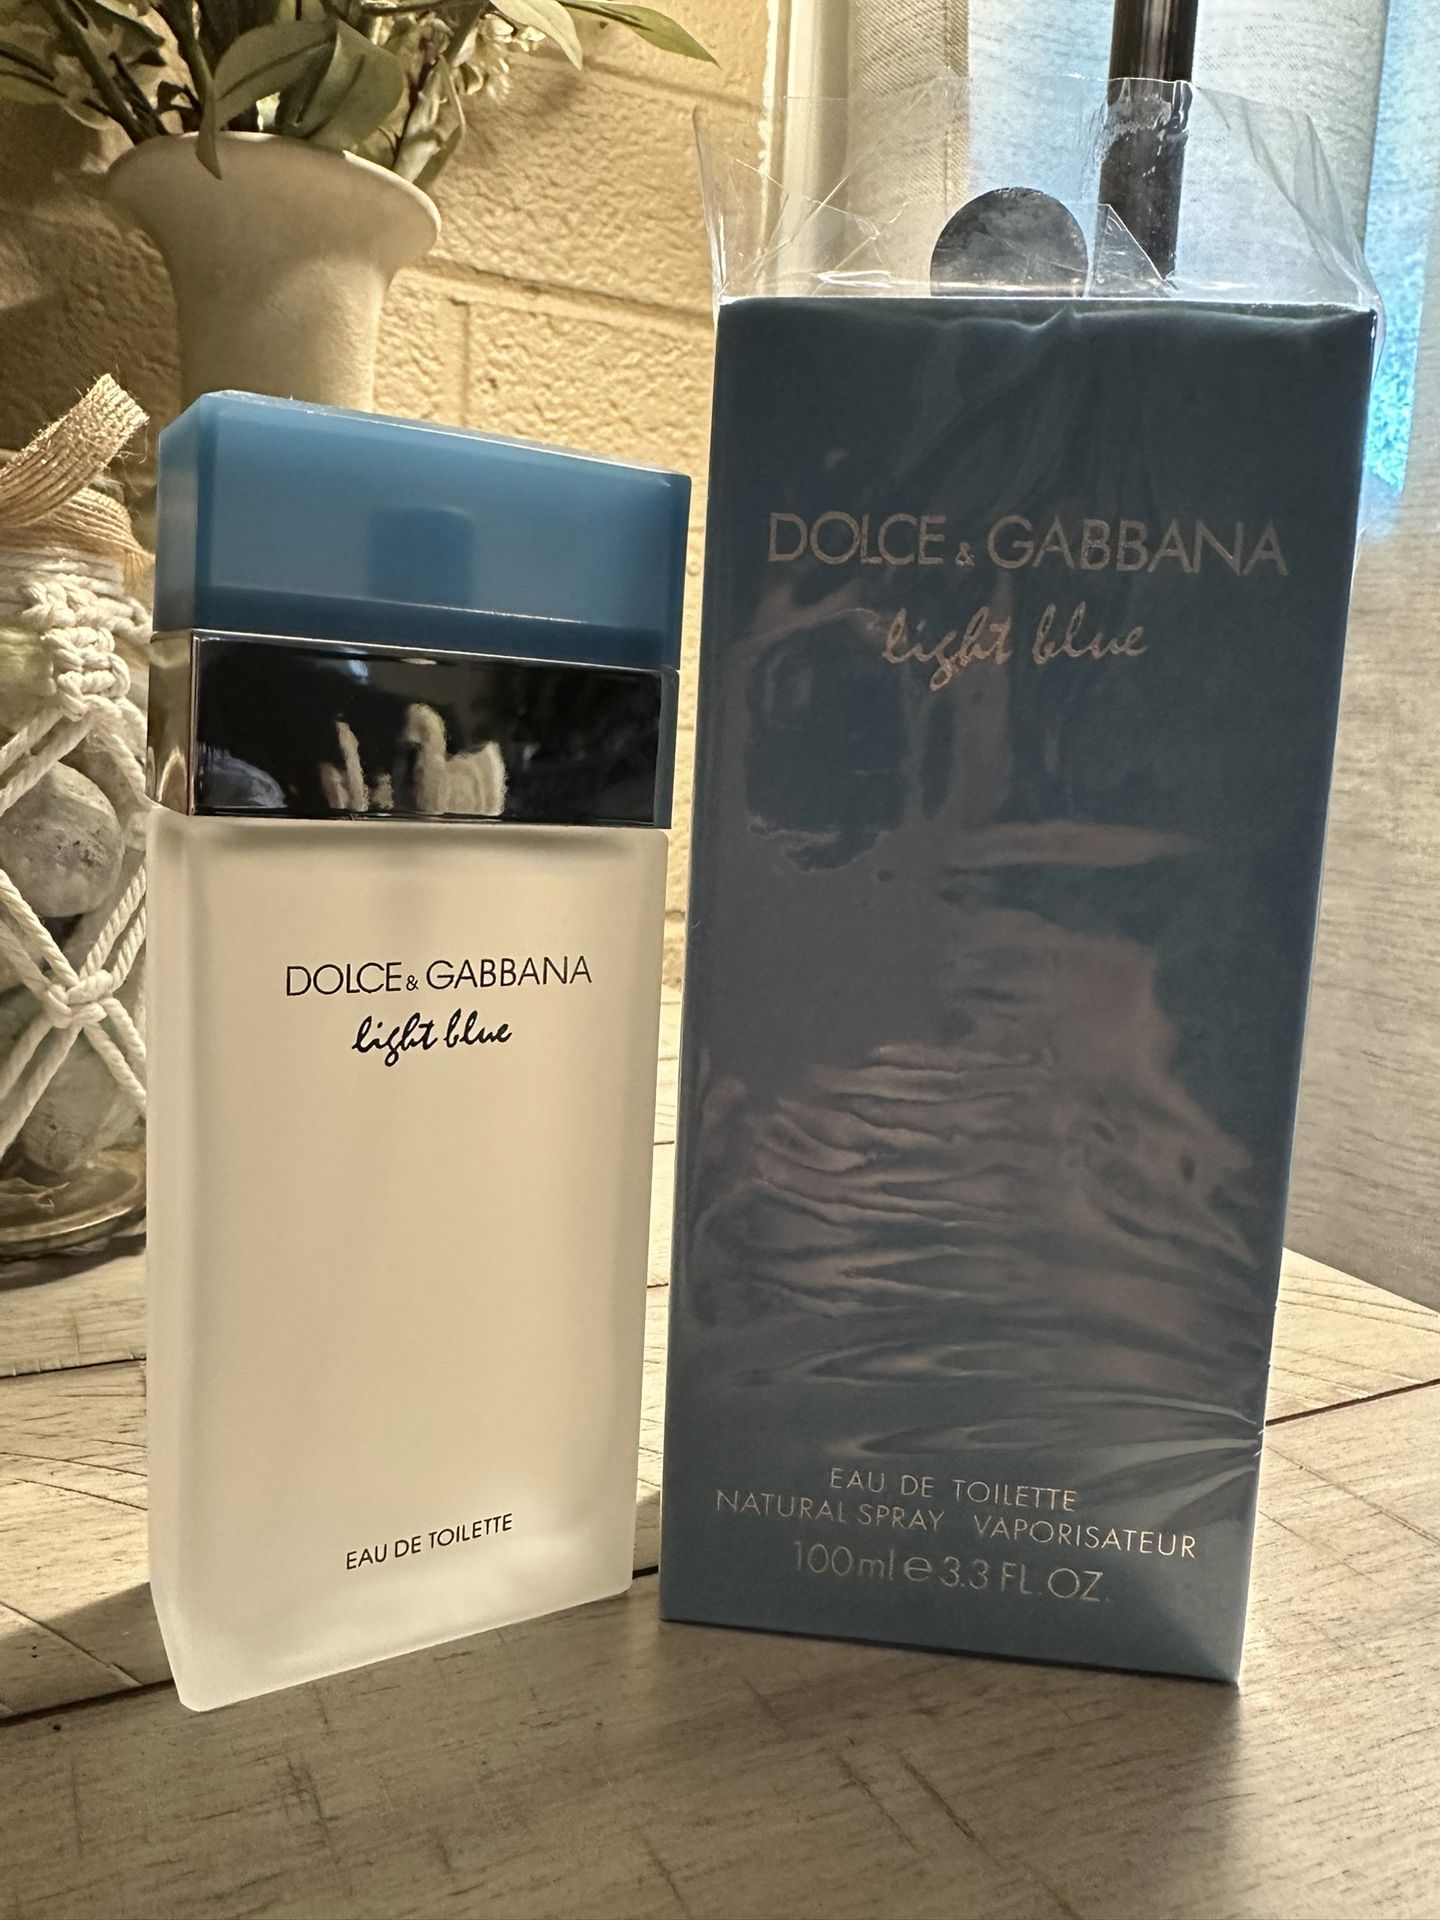 DOLCE & GABBANA
light blue
EAU DE TOILETTE
DOLCE & GABBANA
light blue
EAU DE TOILETTE
NATURAL SPRAY VAPORISATEUR
100ml e 3.3 FL.OZ.